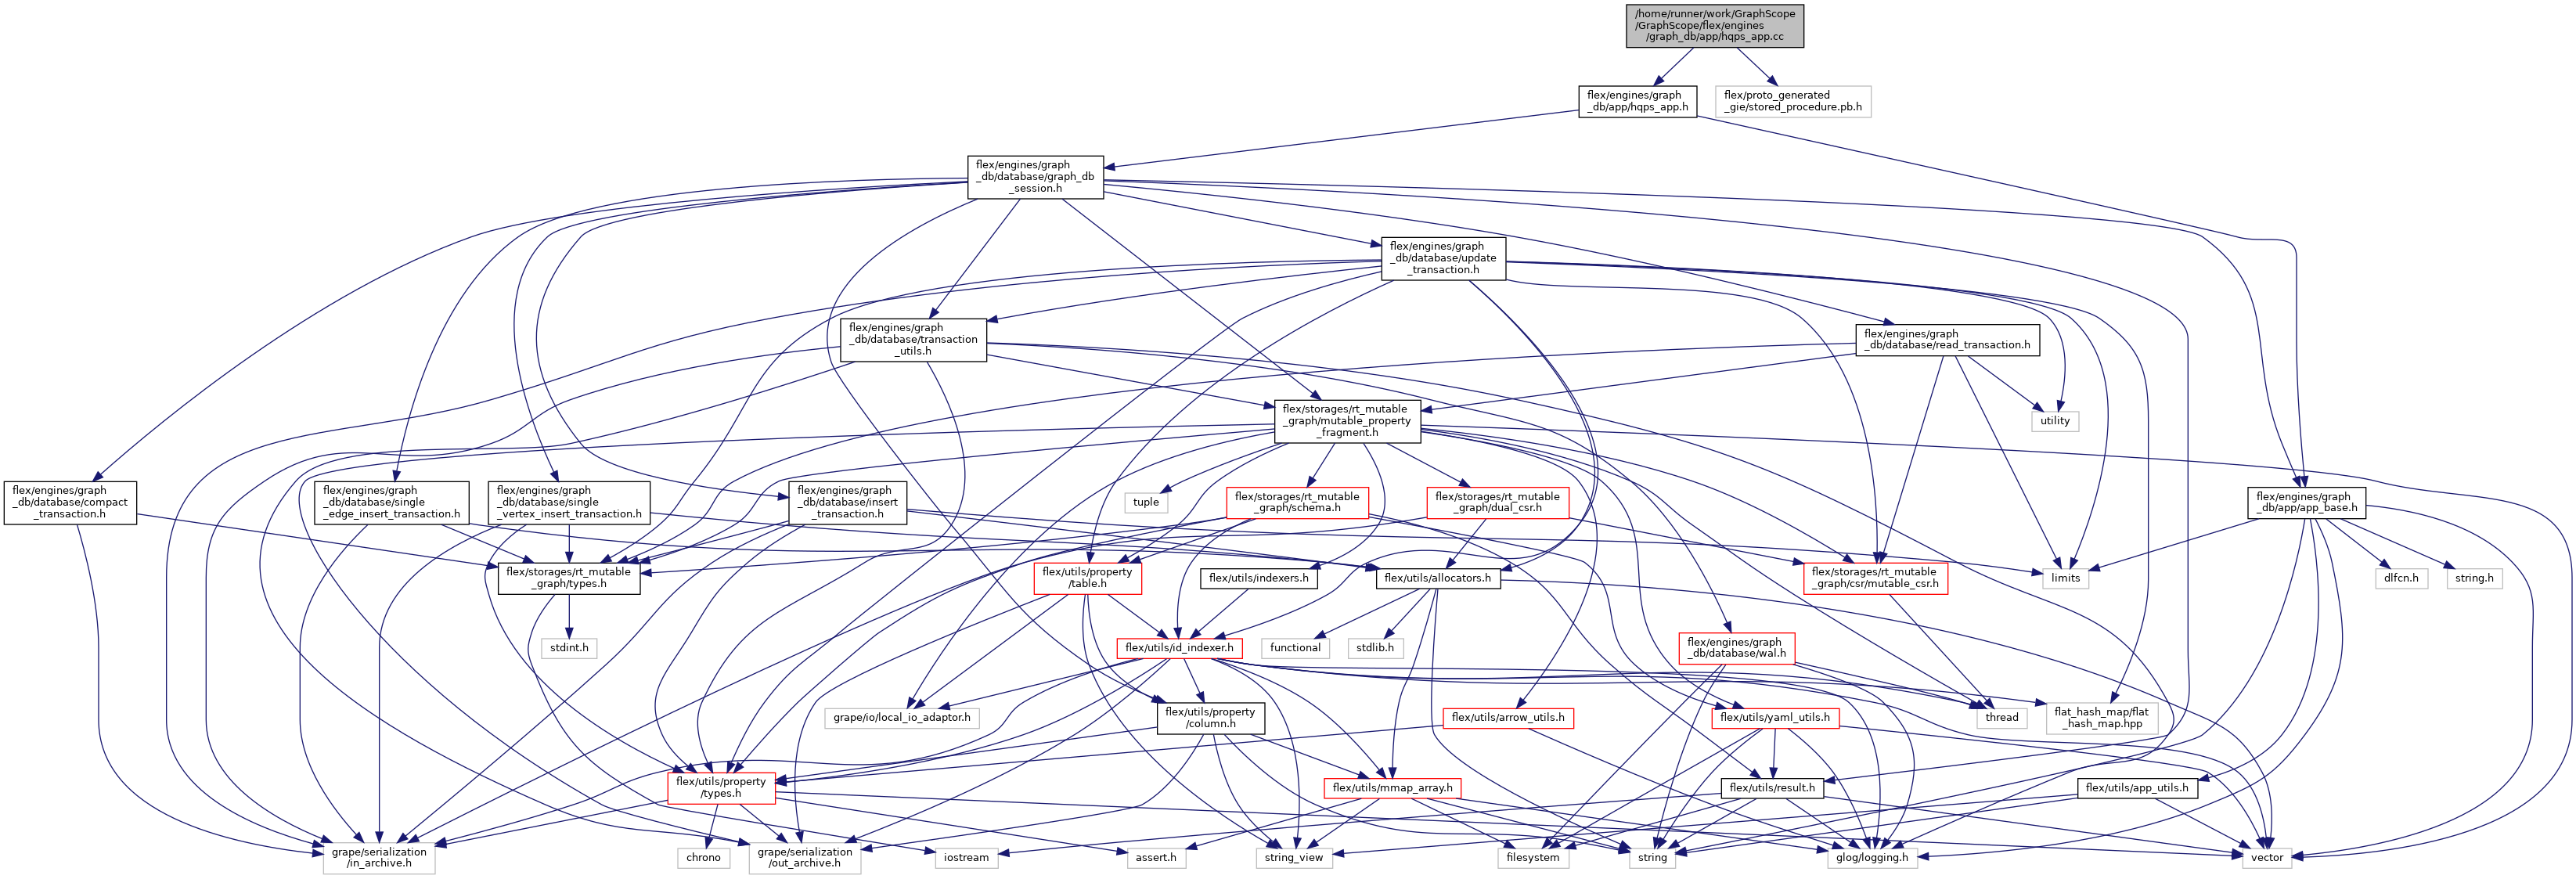 /home/runner/work/GraphScope
/GraphScope/flex/engines
/graph_db/app/hqps_app.cc
flex/engines/graph
_db/app/hqps_app.h
flex/proto_generated
_gie/stored_procedure.pb.h
flex/engines/graph
_db/database/graph_db
_session.h
flex/engines/graph
_db/database/update
_transaction.h
flex/engines/graph
_db/database/transaction
_utils.h
flex/engines/graph
_db/database/read_transaction.h
flex/storages/rt_mutable
_graph/mutable_property
_fragment.h
utility
flex/engines/graph
_db/database/compact
_transaction.h
flex/engines/graph
_db/database/single
_edge_insert_transaction.h
flex/engines/graph
_db/database/single
_vertex_insert_transaction.h
flex/engines/graph
_db/database/insert
_transaction.h
tuple
flex/storages/rt_mutable
_graph/schema.h
flex/storages/rt_mutable
_graph/dual_csr.h
flex/engines/graph
_db/app/app_base.h
flex/storages/rt_mutable
_graph/types.h
flex/utils/property
/table.h
flex/utils/indexers.h
flex/utils/allocators.h
flex/storages/rt_mutable
_graph/csr/mutable_csr.h
limits
dlfcn.h
string.h
stdint.h
flex/utils/id_indexer.h
functional
stdlib.h
flex/engines/graph
_db/database/wal.h
grape/io/local_io_adaptor.h
flex/utils/property
/column.h
flex/utils/arrow_utils.h
flex/utils/yaml_utils.h
thread
flat_hash_map/flat
_hash_map.hpp
flex/utils/property
/types.h
flex/utils/mmap_array.h
flex/utils/result.h
flex/utils/app_utils.h
grape/serialization
/in_archive.h
chrono
grape/serialization
/out_archive.h
iostream
assert.h
string_view
filesystem
string
glog/logging.h
vector